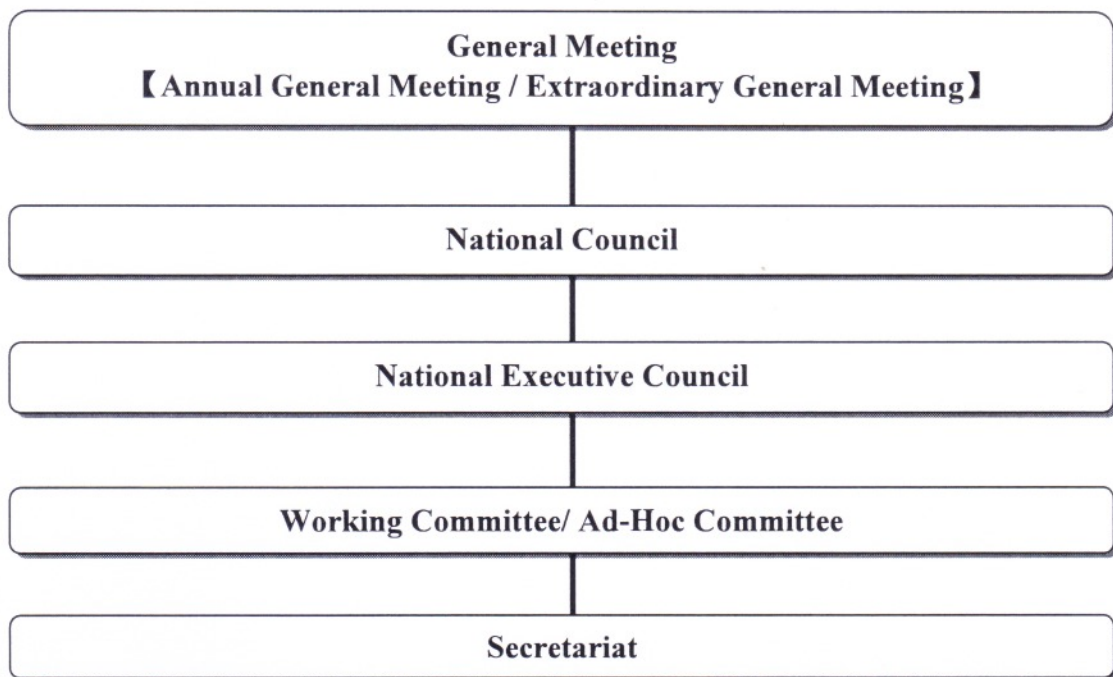 General Meeting
【Annual General Meeting / Extraordinary General Meeting】
National Council
National Executive Council
Working Committee/ Ad-Hoc Committee
Secretariat